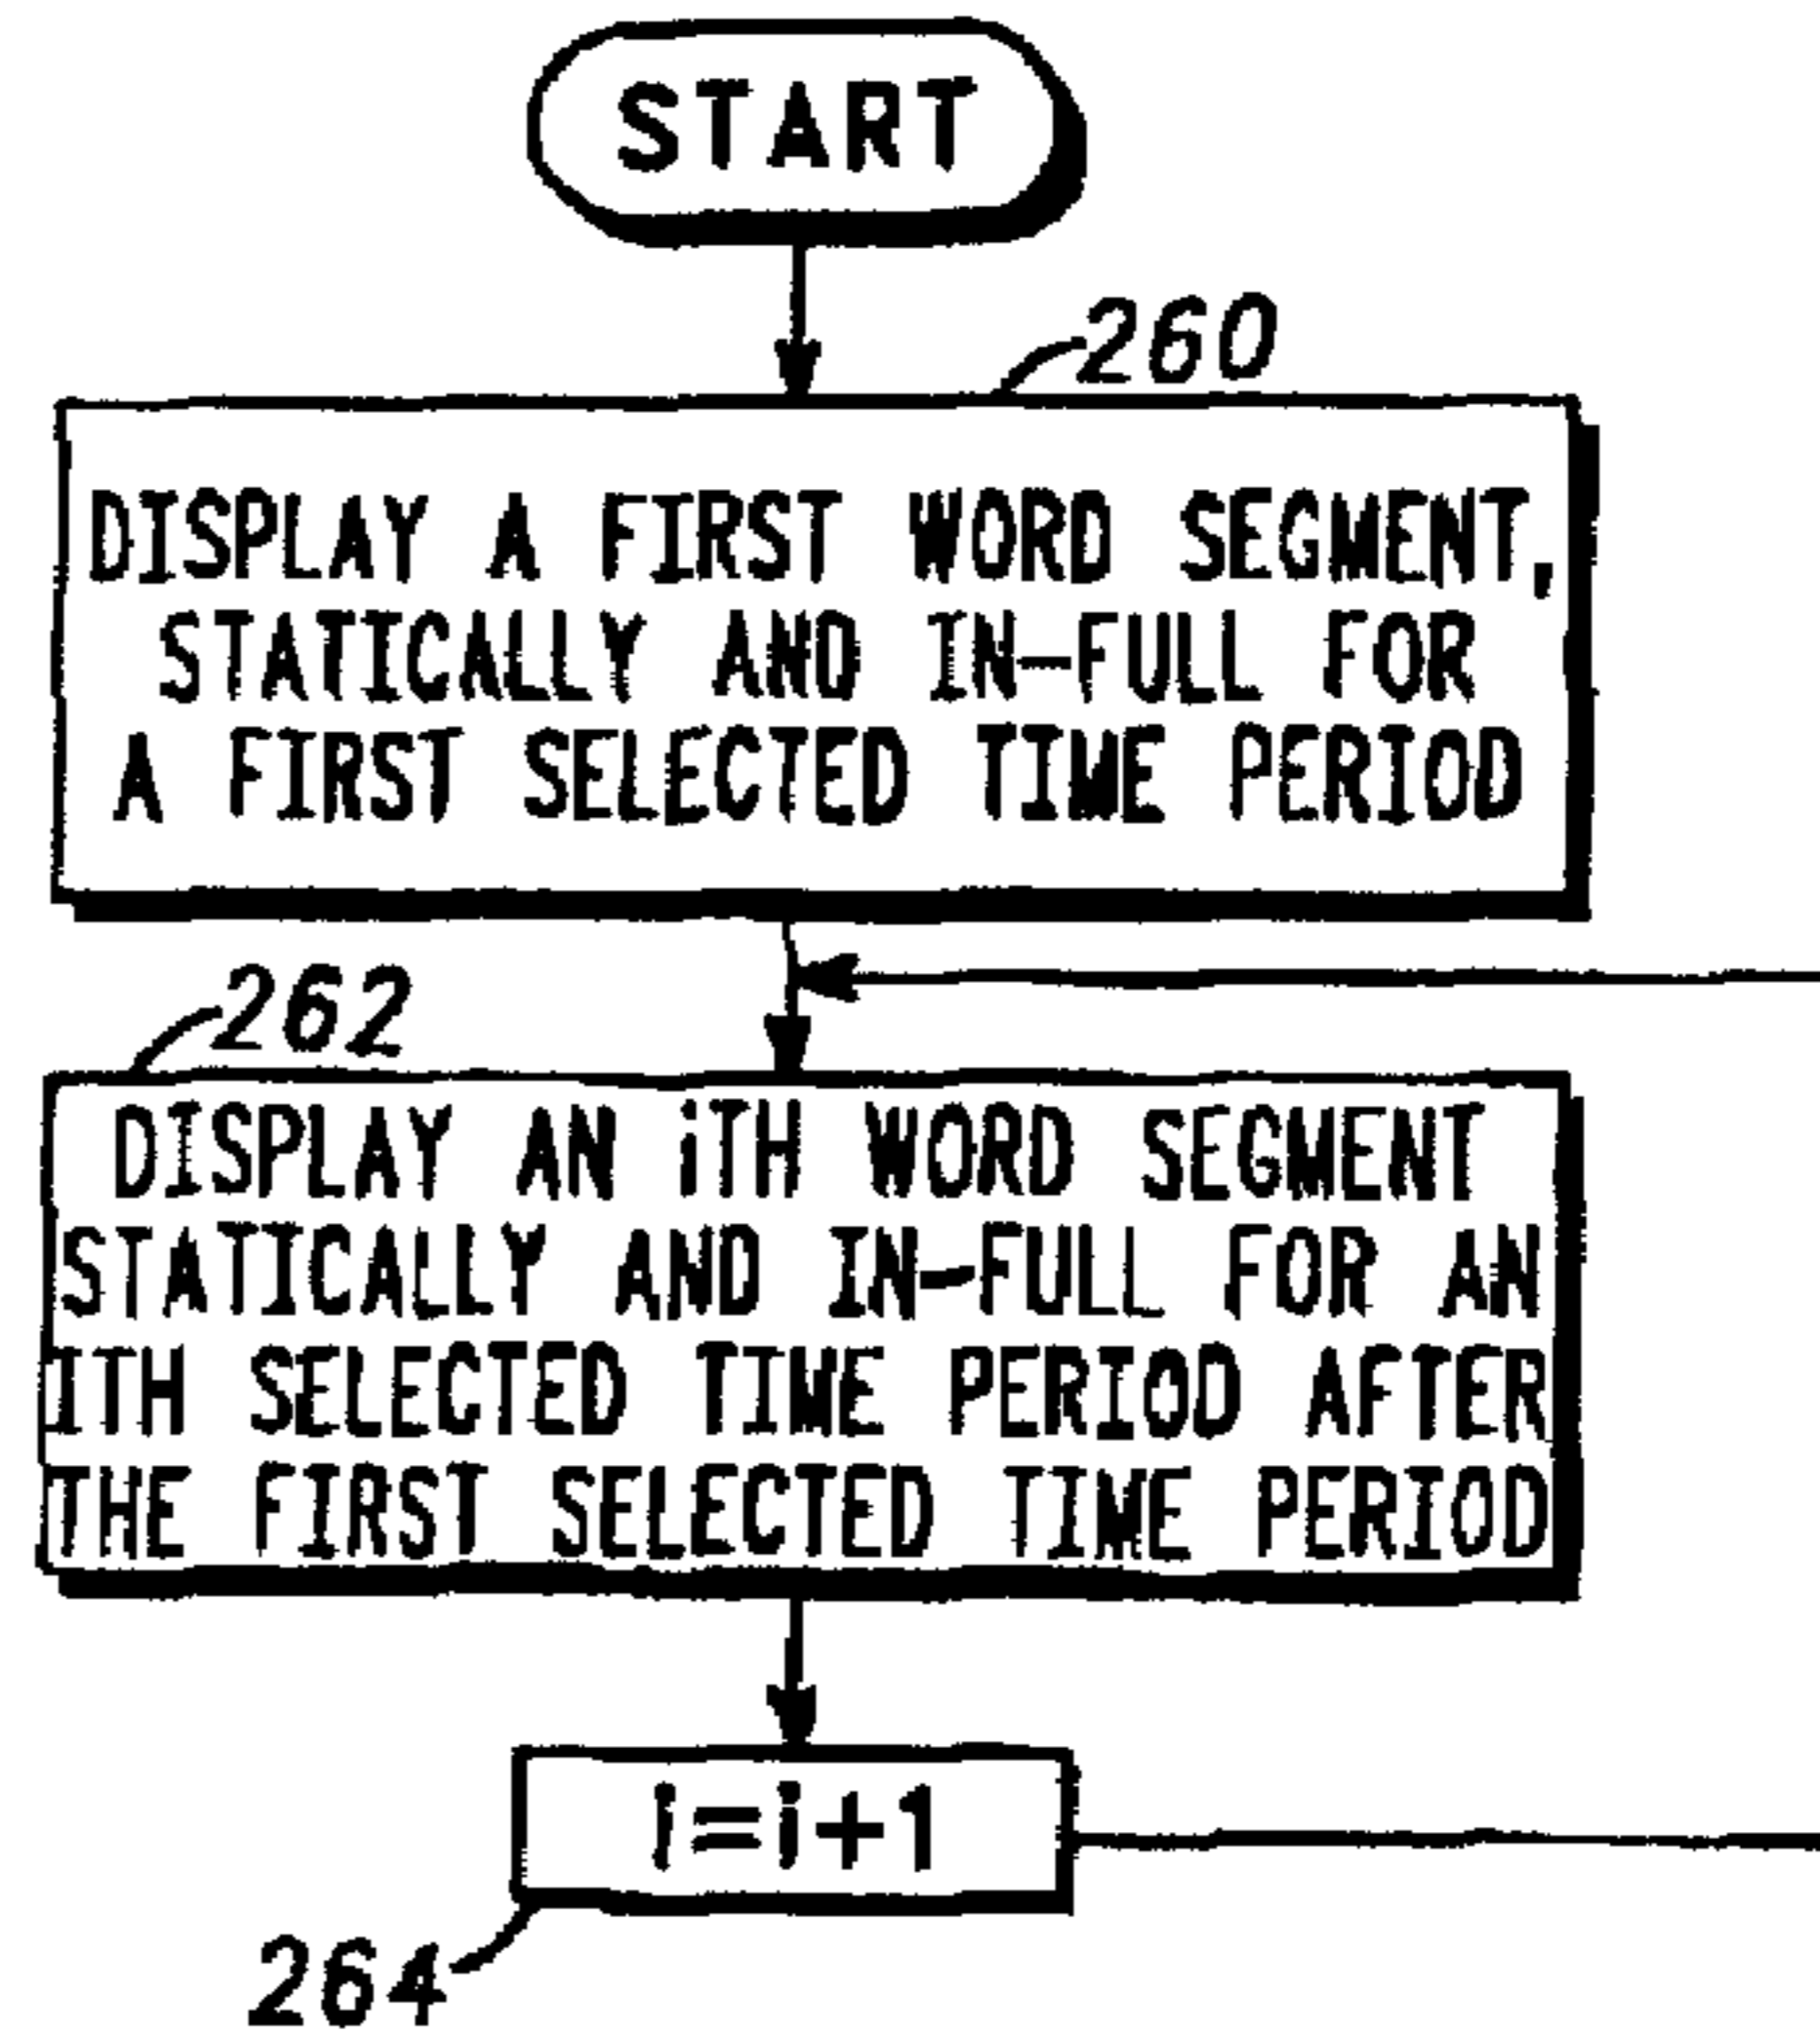 START
260
DISPLAY A FIRST WORD SEGMENT,
STATICALLY AND IN-FULL FOR
A FIRST SELECTED TIME PERIOD
262
DISPLAY AN iTH WORD SEGMENT
STATICALLY AND IN-FULL FOR AN
ITH SELECTED TIME PERIOD AFTER
THE FIRST SELECTED TIME PERIOD
i=i+1
264